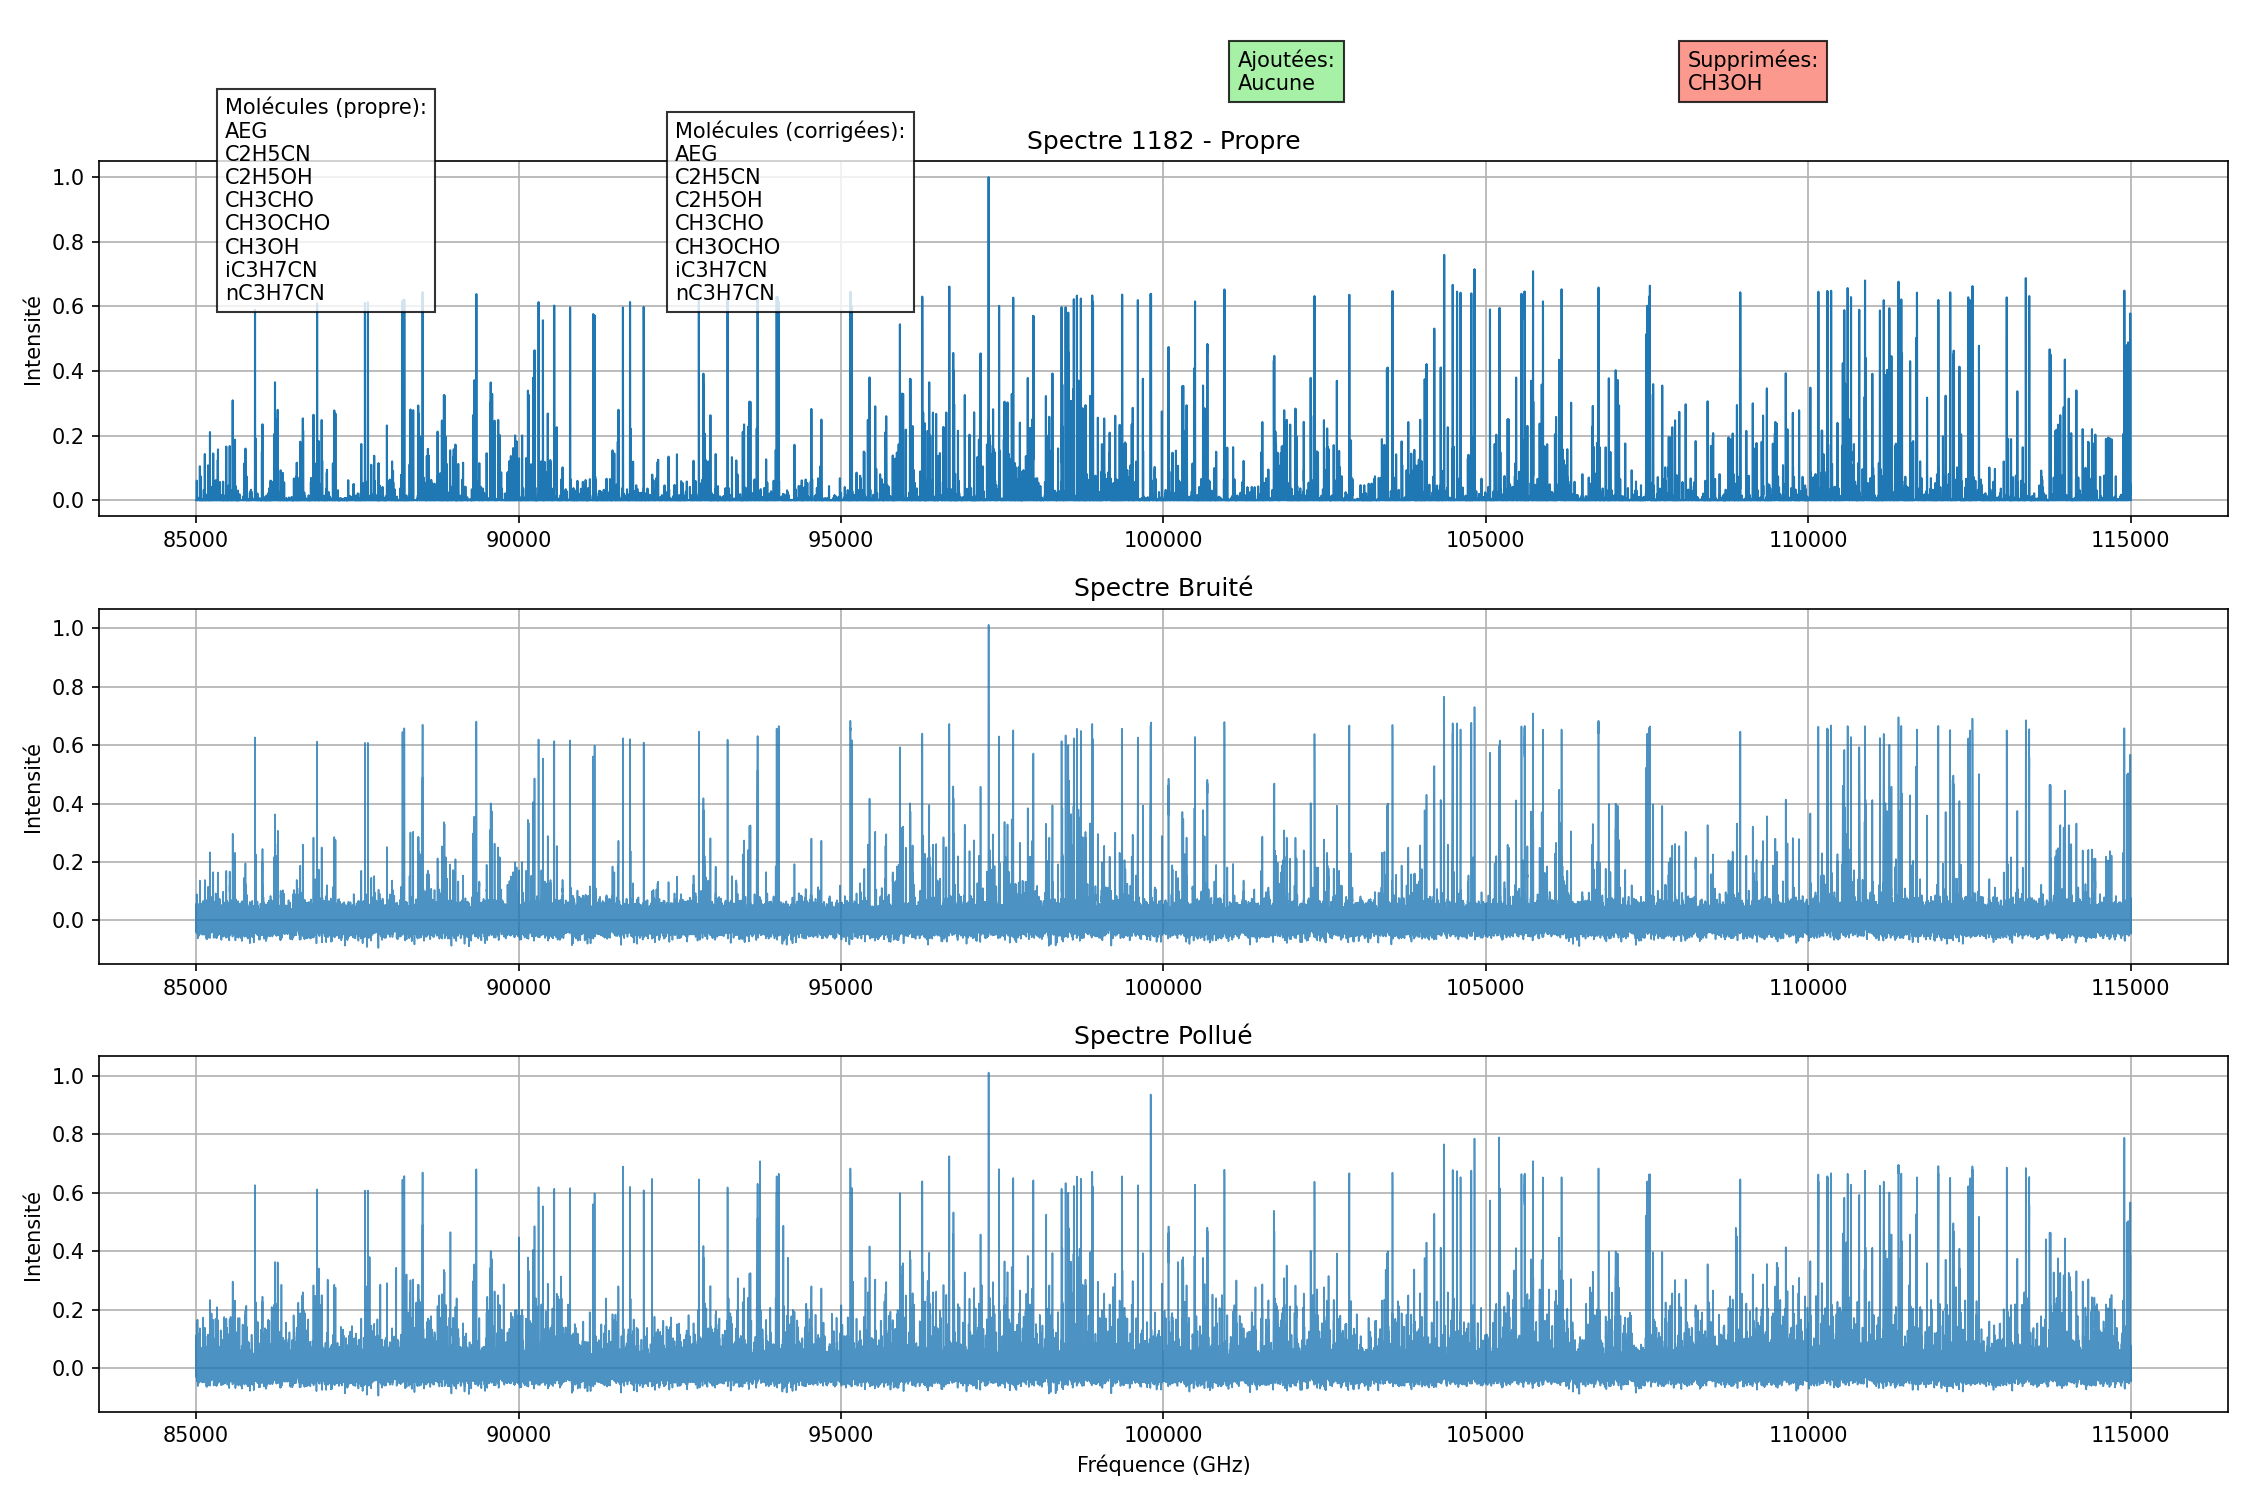 Ajoutées:
Aucune
Supprimées:
CH3OH
Molécules (propre):
AEG
C2H5CN
C2H5OH
CH3CHO
CH3OCHO
CH3OH
iC3H7CN
nC3H7CN
Molécules (corrigées):
AEG
C2H5CN
C2H5OH
CH3CHO
CH3OCHO
iC3H7CN
nC3H7CN
Spectre 1182 - Propre
Intensité
1.0
0.8
0.6
0.4
0.2
0.0
85000 90000 95000 100000 105000 110000 115000
Spectre Bruité
Intensité
1.0
0.8
0.6
0.4
0.2
0.0
85000 90000 95000 100000 105000 110000 115000
Spectre Pollué
Intensité
1.0
0.8
0.6
0.4
0.2
0.0
85000 90000 95000 100000 105000 110000 115000
Fréquence (GHz)